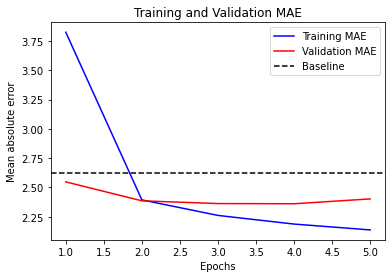 Training and Validation MAE
Training MAE
Validation MAE
Baseline
Mean absolute error
3.75
3.50
3.25
3.00
2.75
2.50
2.25
1.0 1.5 2.0 2.5 3.0 3.5 4.0 4.5 5.0
Epochs